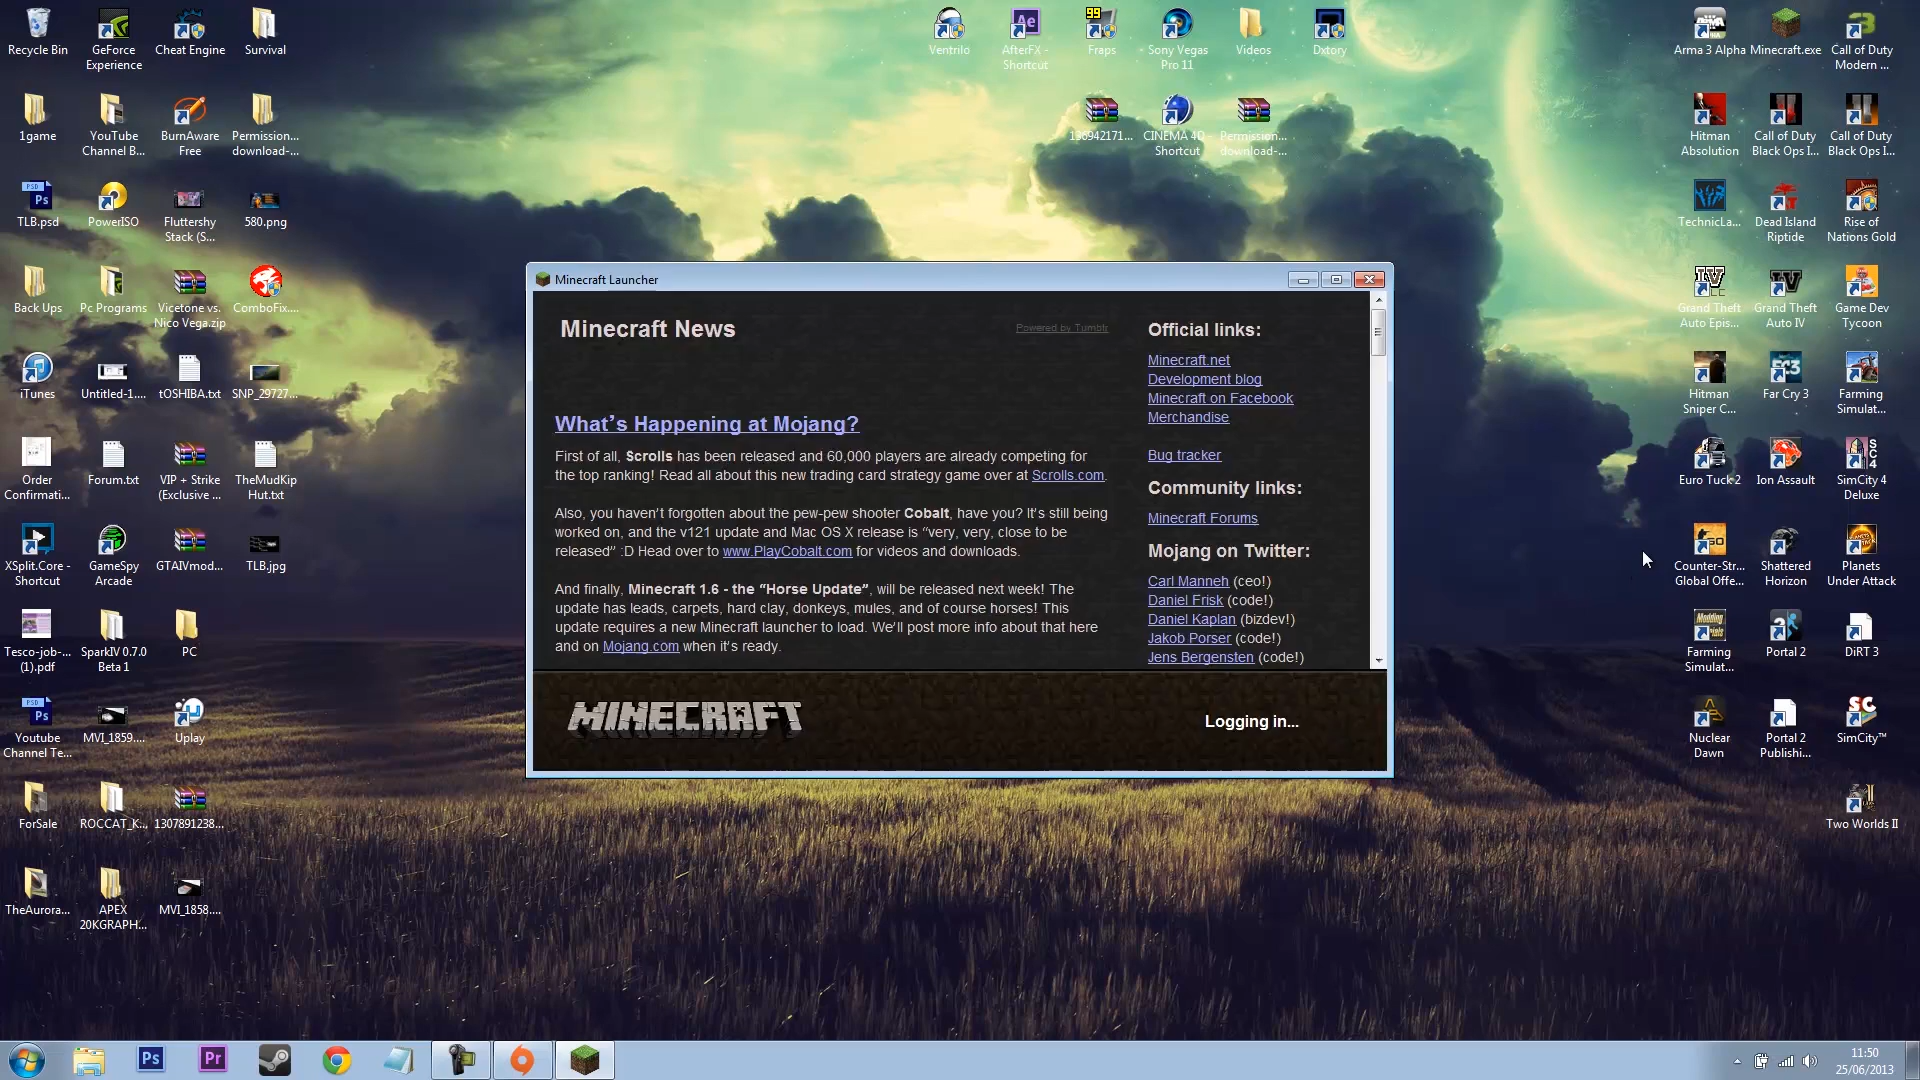 Recycle Bin
GeForce
Experience
Cheat Engine
Survival
Ventrilo
AfterFX -
Shortcut
99
Fraps
Sony Vegas
Pro 11
Videos
Dxtory
Arma 3 Alpha
Minecraft.exe
Call of Duty
Modern ...
1game
YouTube
Channel B...
BurnAware
Free
Permission...
download-...
CINEMA 4D -
Shortcut
Permission...
download-...
Hitman
Absolution
Call of Duty
Black Ops I...
Call of Duty
Black Ops I...
TLB.psd
PowerISO
Fluttershy
Stack (S...
580.png
TechnicLa...
Dead Island
Riptide
Rise of
Nations Gold
Back Ups
Pc Programs
Vicetone vs.
Nico Vega.zip
ComboFix....
Grand Theft
Auto Epis...
Grand Theft
Auto IV
Game Dev
Tycoon
iTunes
Untitled-1....
tOSHIBA.txt
SNP_29727...
Hitman
Sniper C...
Far Cry 3
Farming
Simulat...
Order
Confirmati...
Forum.txt
VIP + Strike
(Exclusive ...
TheMudKip
Hut.txt
Euro Tuck 2
Ion Assault
SimCity 4
Deluxe
XSplit.Core -
Shortcut
GameSpy
Arcade
GTAIVmod...
TLB.jpg
Counter-Str...
Global Offe...
Shattered
Horizon
Planets
Under Attack
Tesco-job-...
(1).pdf
SparkIV 0.7.0
Beta 1
PC
Farming
Simulat...
Portal 2
DiRT 3
Youtube
Channel Te...
MVI_1859....
Uplay
Nuclear
Dawn
Portal 2
Publishi...
SimCity™
ForSale
ROCCAT_K...
1307891238...
Two Worlds II
TheAurora...
APEX
20KGRAPH...
MVI_1858....
Minecraft Launcher
Minecraft News
Powered by Tumblr
What's Happening at Mojang?
First of all, Scrolls has been released and 60,000 players are already competing for
the top ranking! Read all about this new trading card strategy game over at Scrolls.com.
Also, you haven't forgotten about the pew-pew shooter Cobalt, have you? It's still being
worked on, and the v121 update and Mac OS X release is “very, very, close to be
released” :D Head over to www.PlayCobalt.com for videos and downloads.
And finally, Minecraft 1.6 - the “Horse Update”, will be released next week! The
update has leads, carpets, hard clay, donkeys, mules, and of course horses! This
update requires a new Minecraft launcher to load. We'll post more info about that here
and on Mojang.com when it's ready.
Official links:
Minecraft.net
Development blog
Minecraft on Facebook
Merchandise
Bug tracker
Community links:
Minecraft Forums
Mojang on Twitter:
Carl Manneh (ceo!)
Daniel Frisk (code!)
Daniel Kaplan (bizdev!)
Jakob Porser (code!)
Jens Bergensten (code!)
MINECRAFT
Logging in...
Ps
Pr
11:50
25/06/2013